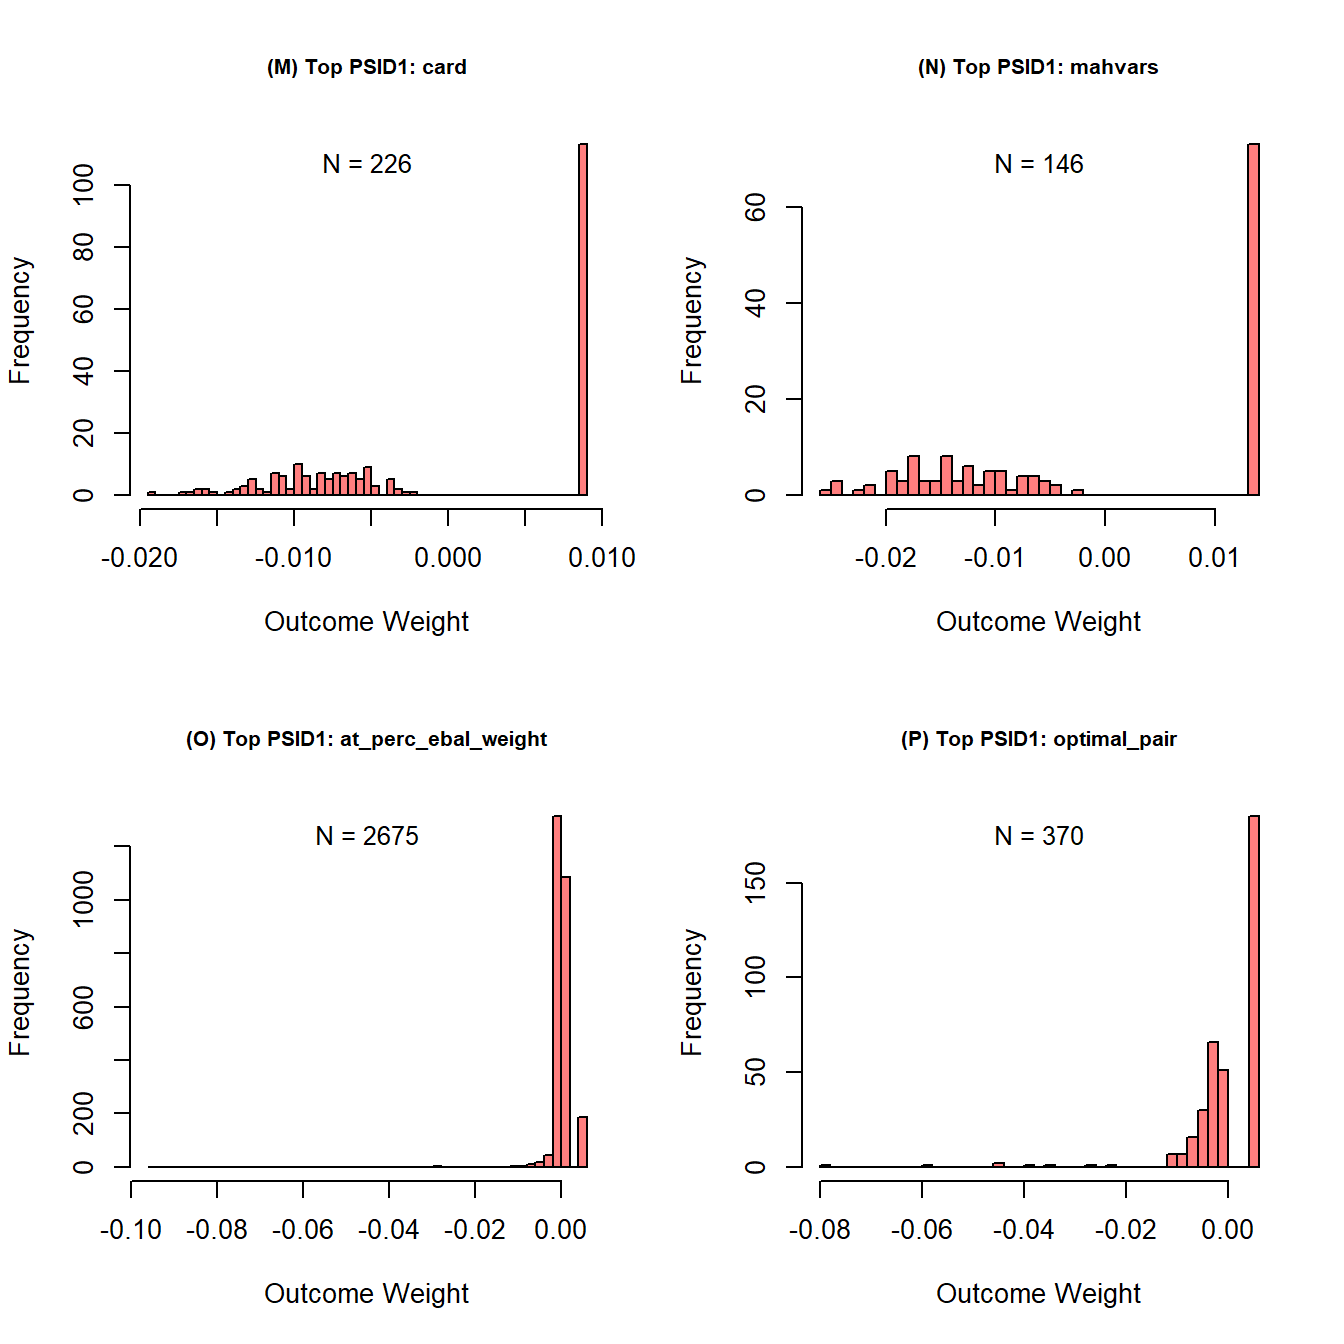 (M) Top PSID1: card
N = 226
Frequency
0 20 40 60 80 100
-0.020 -0.010 0.000 0.010
Outcome Weight
(N) Top PSID1: mahvars
N = 146
Frequency
0 20 40 60
-0.02 -0.01 0.00 0.01
Outcome Weight
(O) Top PSID1: at_perc_ebal_weight
N = 2675
Frequency
0 200 600 1000
-0.10 -0.08 -0.06 -0.04 -0.02 0.00
Outcome Weight
(P) Top PSID1: optimal_pair
N = 370
Frequency
0 50 100 150
-0.08 -0.06 -0.04 -0.02 0.00
Outcome Weight